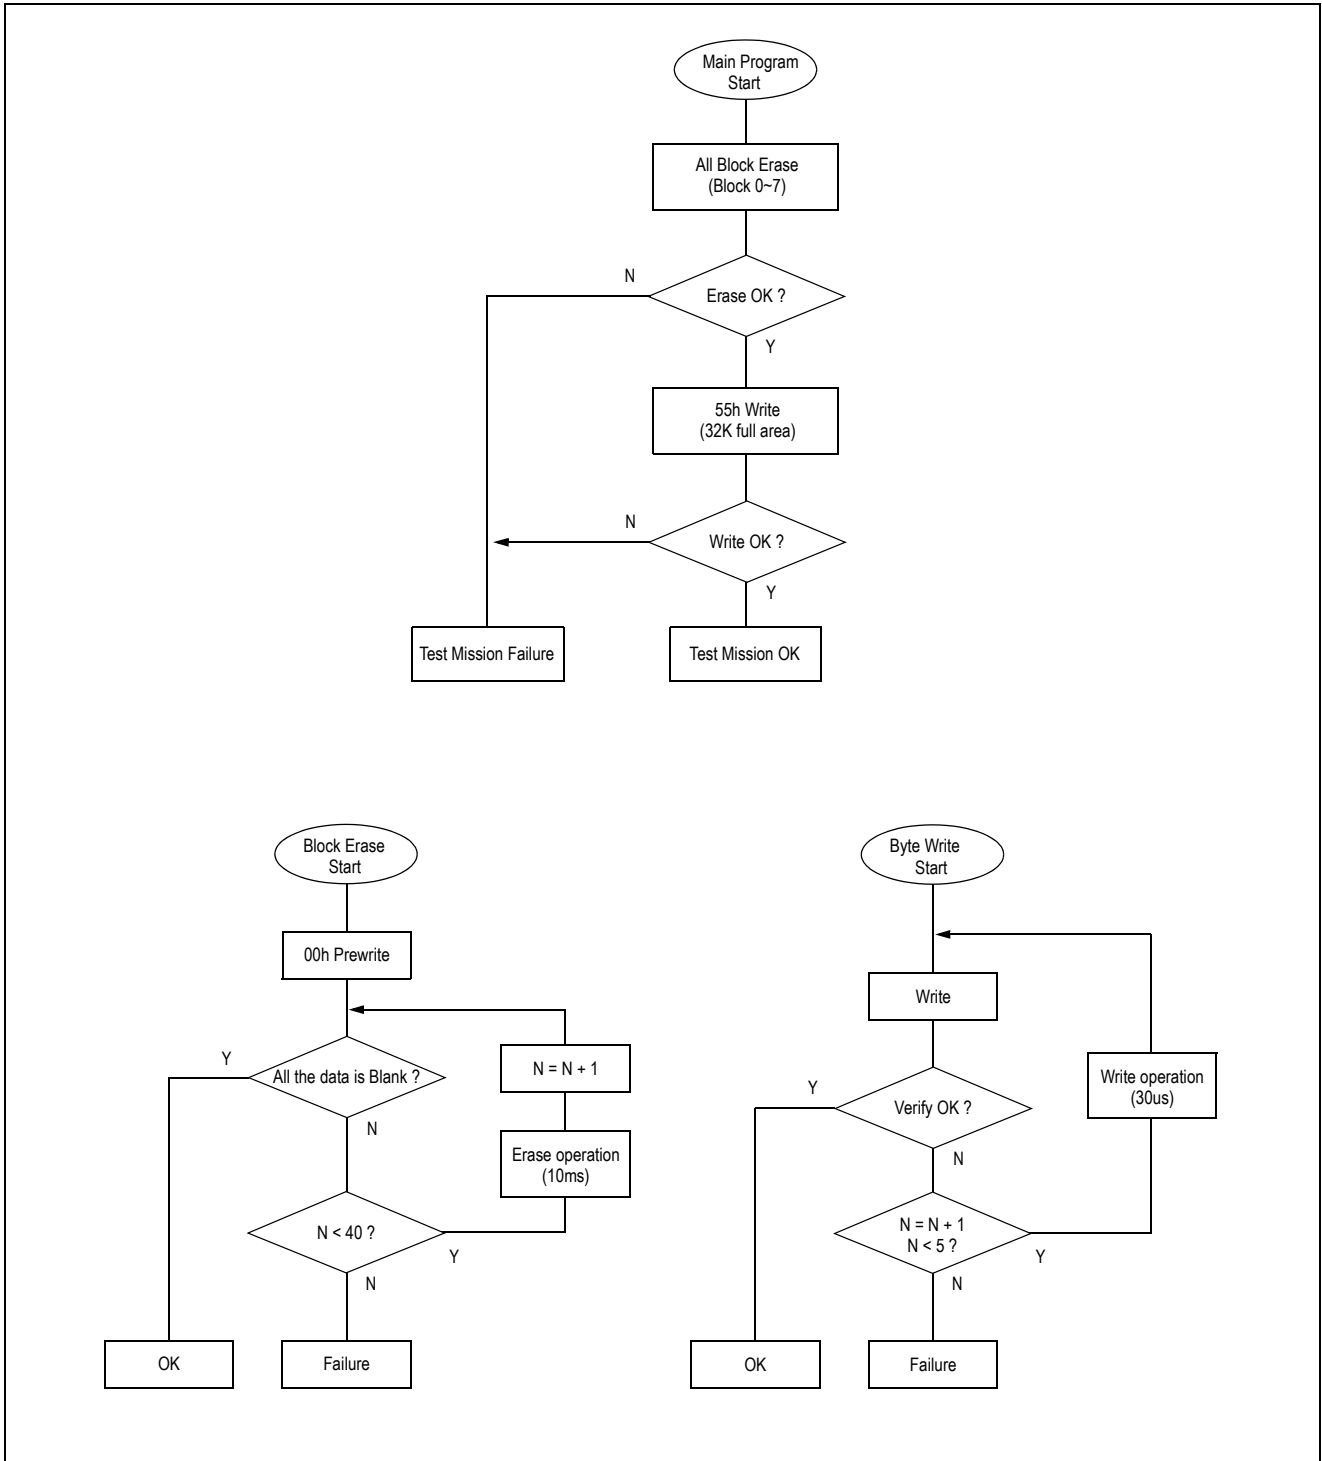 Main Program
Start
All Block Erase
(Block 0~7)
N
Erase OK ?
Y
55h Write
(32K full area)
N
Write OK ?
Y
Test Mission Failure
Test Mission OK
Block Erase
Start
00h Prewrite
Y
All the data is Blank ?
N = N + 1
N
Erase operation
(10ms)
N < 40 ?
Y
N
OK
Failure
Byte Write
Start
Write
Write operation
(30us)
Y
Verify OK ?
N
N = N + 1
N < 5 ?
Y
N
OK
Failure